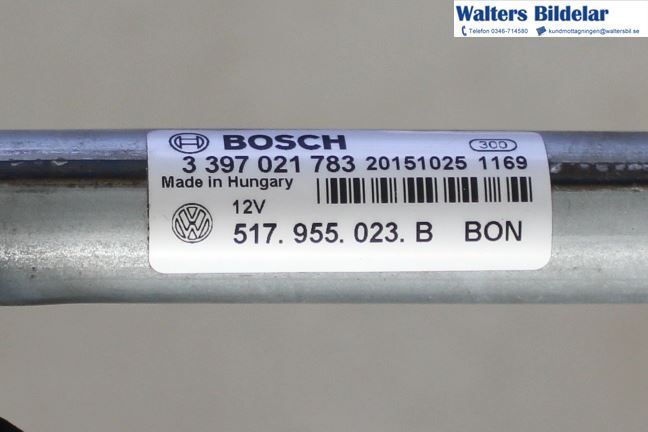 Walters Bildelar
Telefon 0346-714580 kundmottagningen@waltersbil.se
BOSCH 300
3 397 021 783 20151025 1169
Made in Hungary
12V
517. 955. 023. B BON